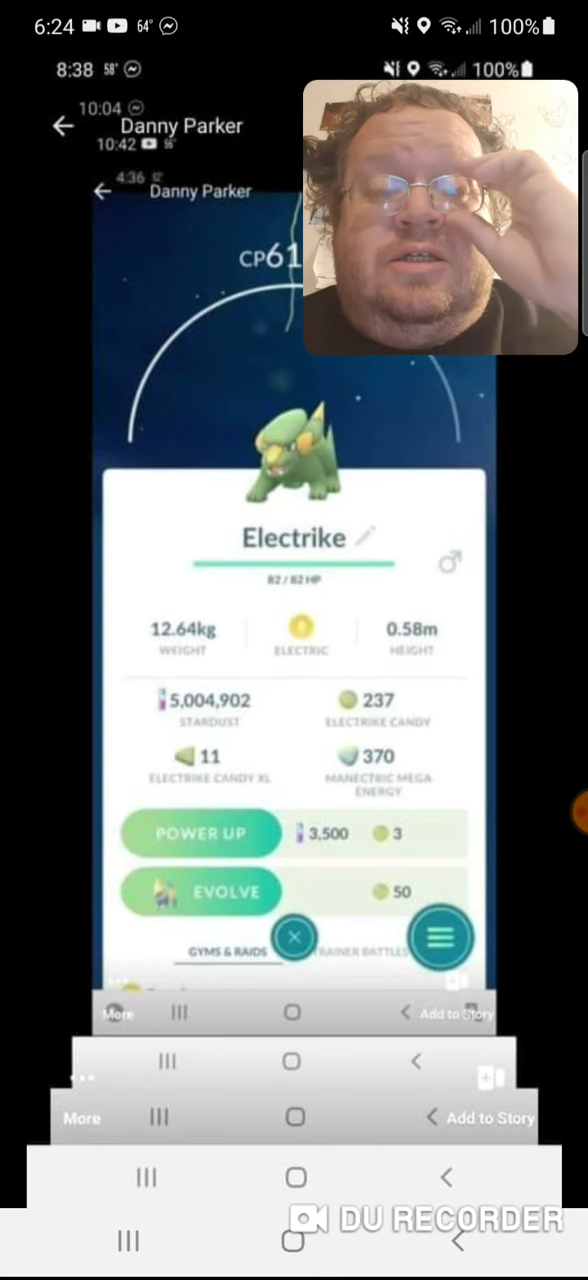 6:24 64° 100%
8:38 58° 100%
10:04
Danny Parker
10:42
4:36
Danny Parker
CP61
Electrike
82 / 82 HP
12.64kg
WEIGHT
ELECTRIC
0.58m
HEIGHT
5,004,902
STARDUST
237
ELECTRIKE CANDY
11
ELECTRIKE CANDY XL
370
MANECTRIC MEGA
ENERGY
POWER UP 3,500 3
EVOLVE 50
GYMS & RAIDS TRAINER BATTLES
More Add to Story
More Add to Story
DU RECORDER